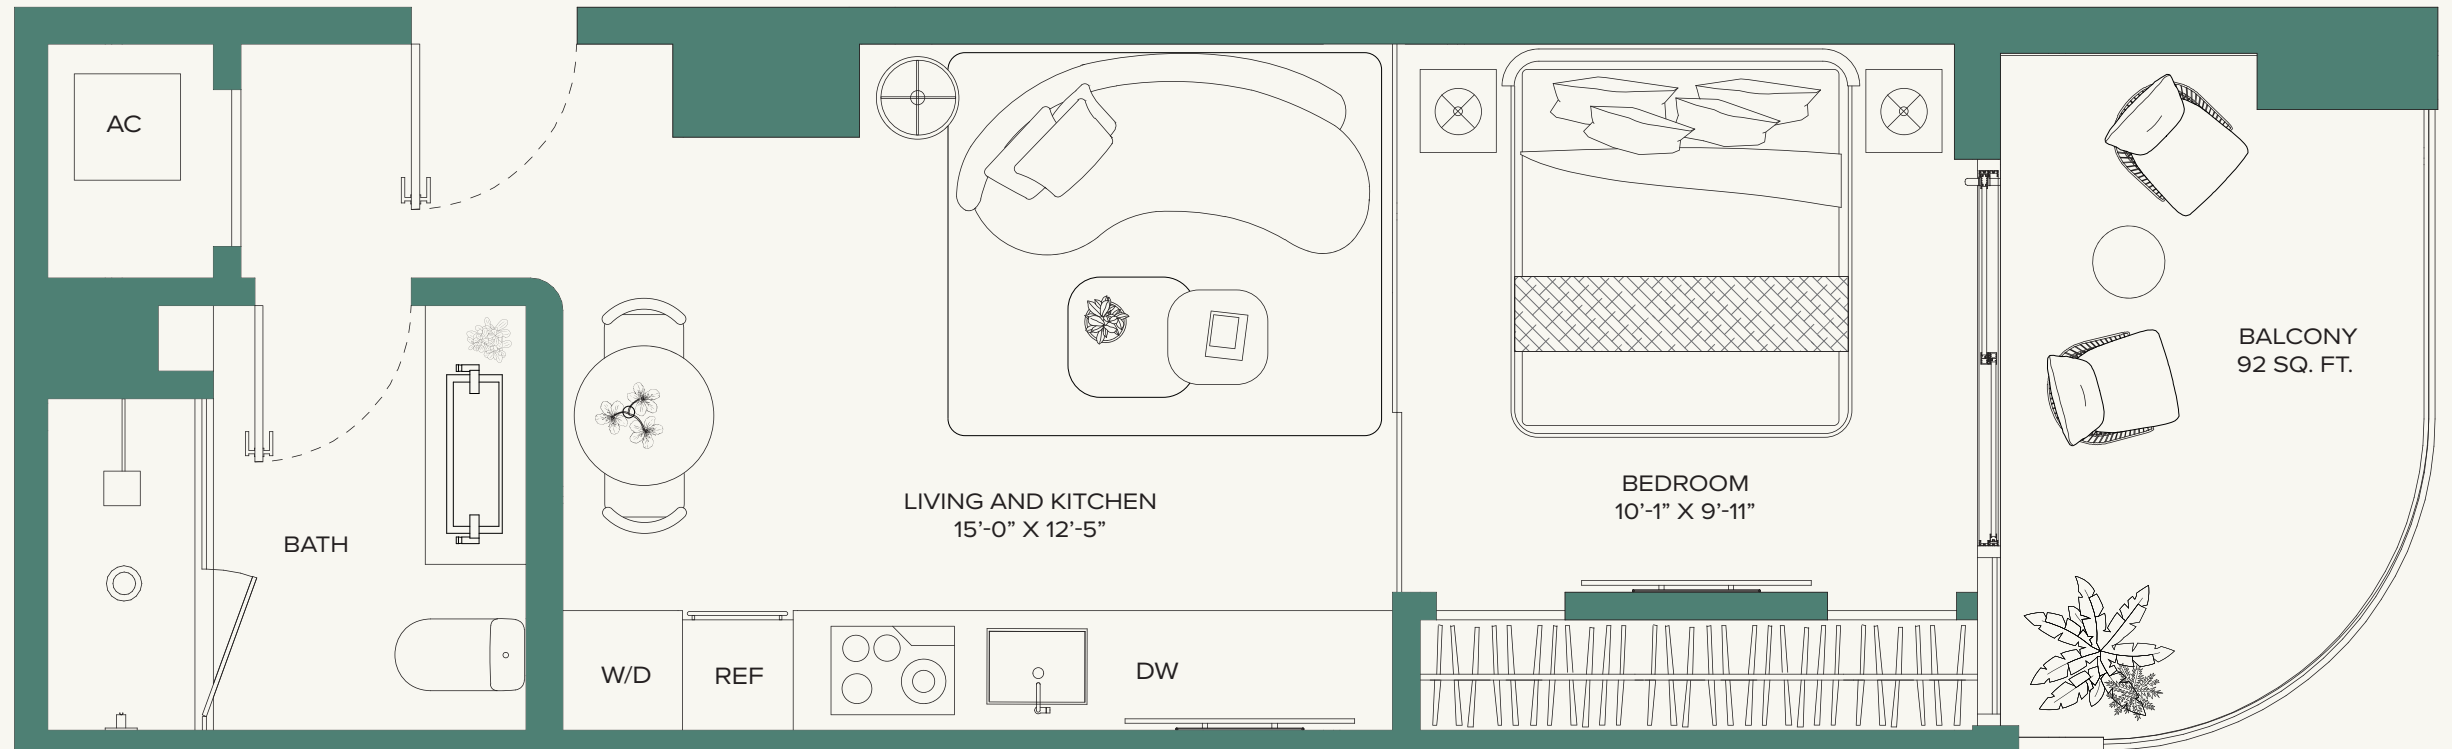 AC
BATH
W/D
REF
DW
LIVING AND KITCHEN
15’-0” X 12’-5”
BEDROOM
10’-1” X 9’-11”
BALCONY
92 SQ. FT.